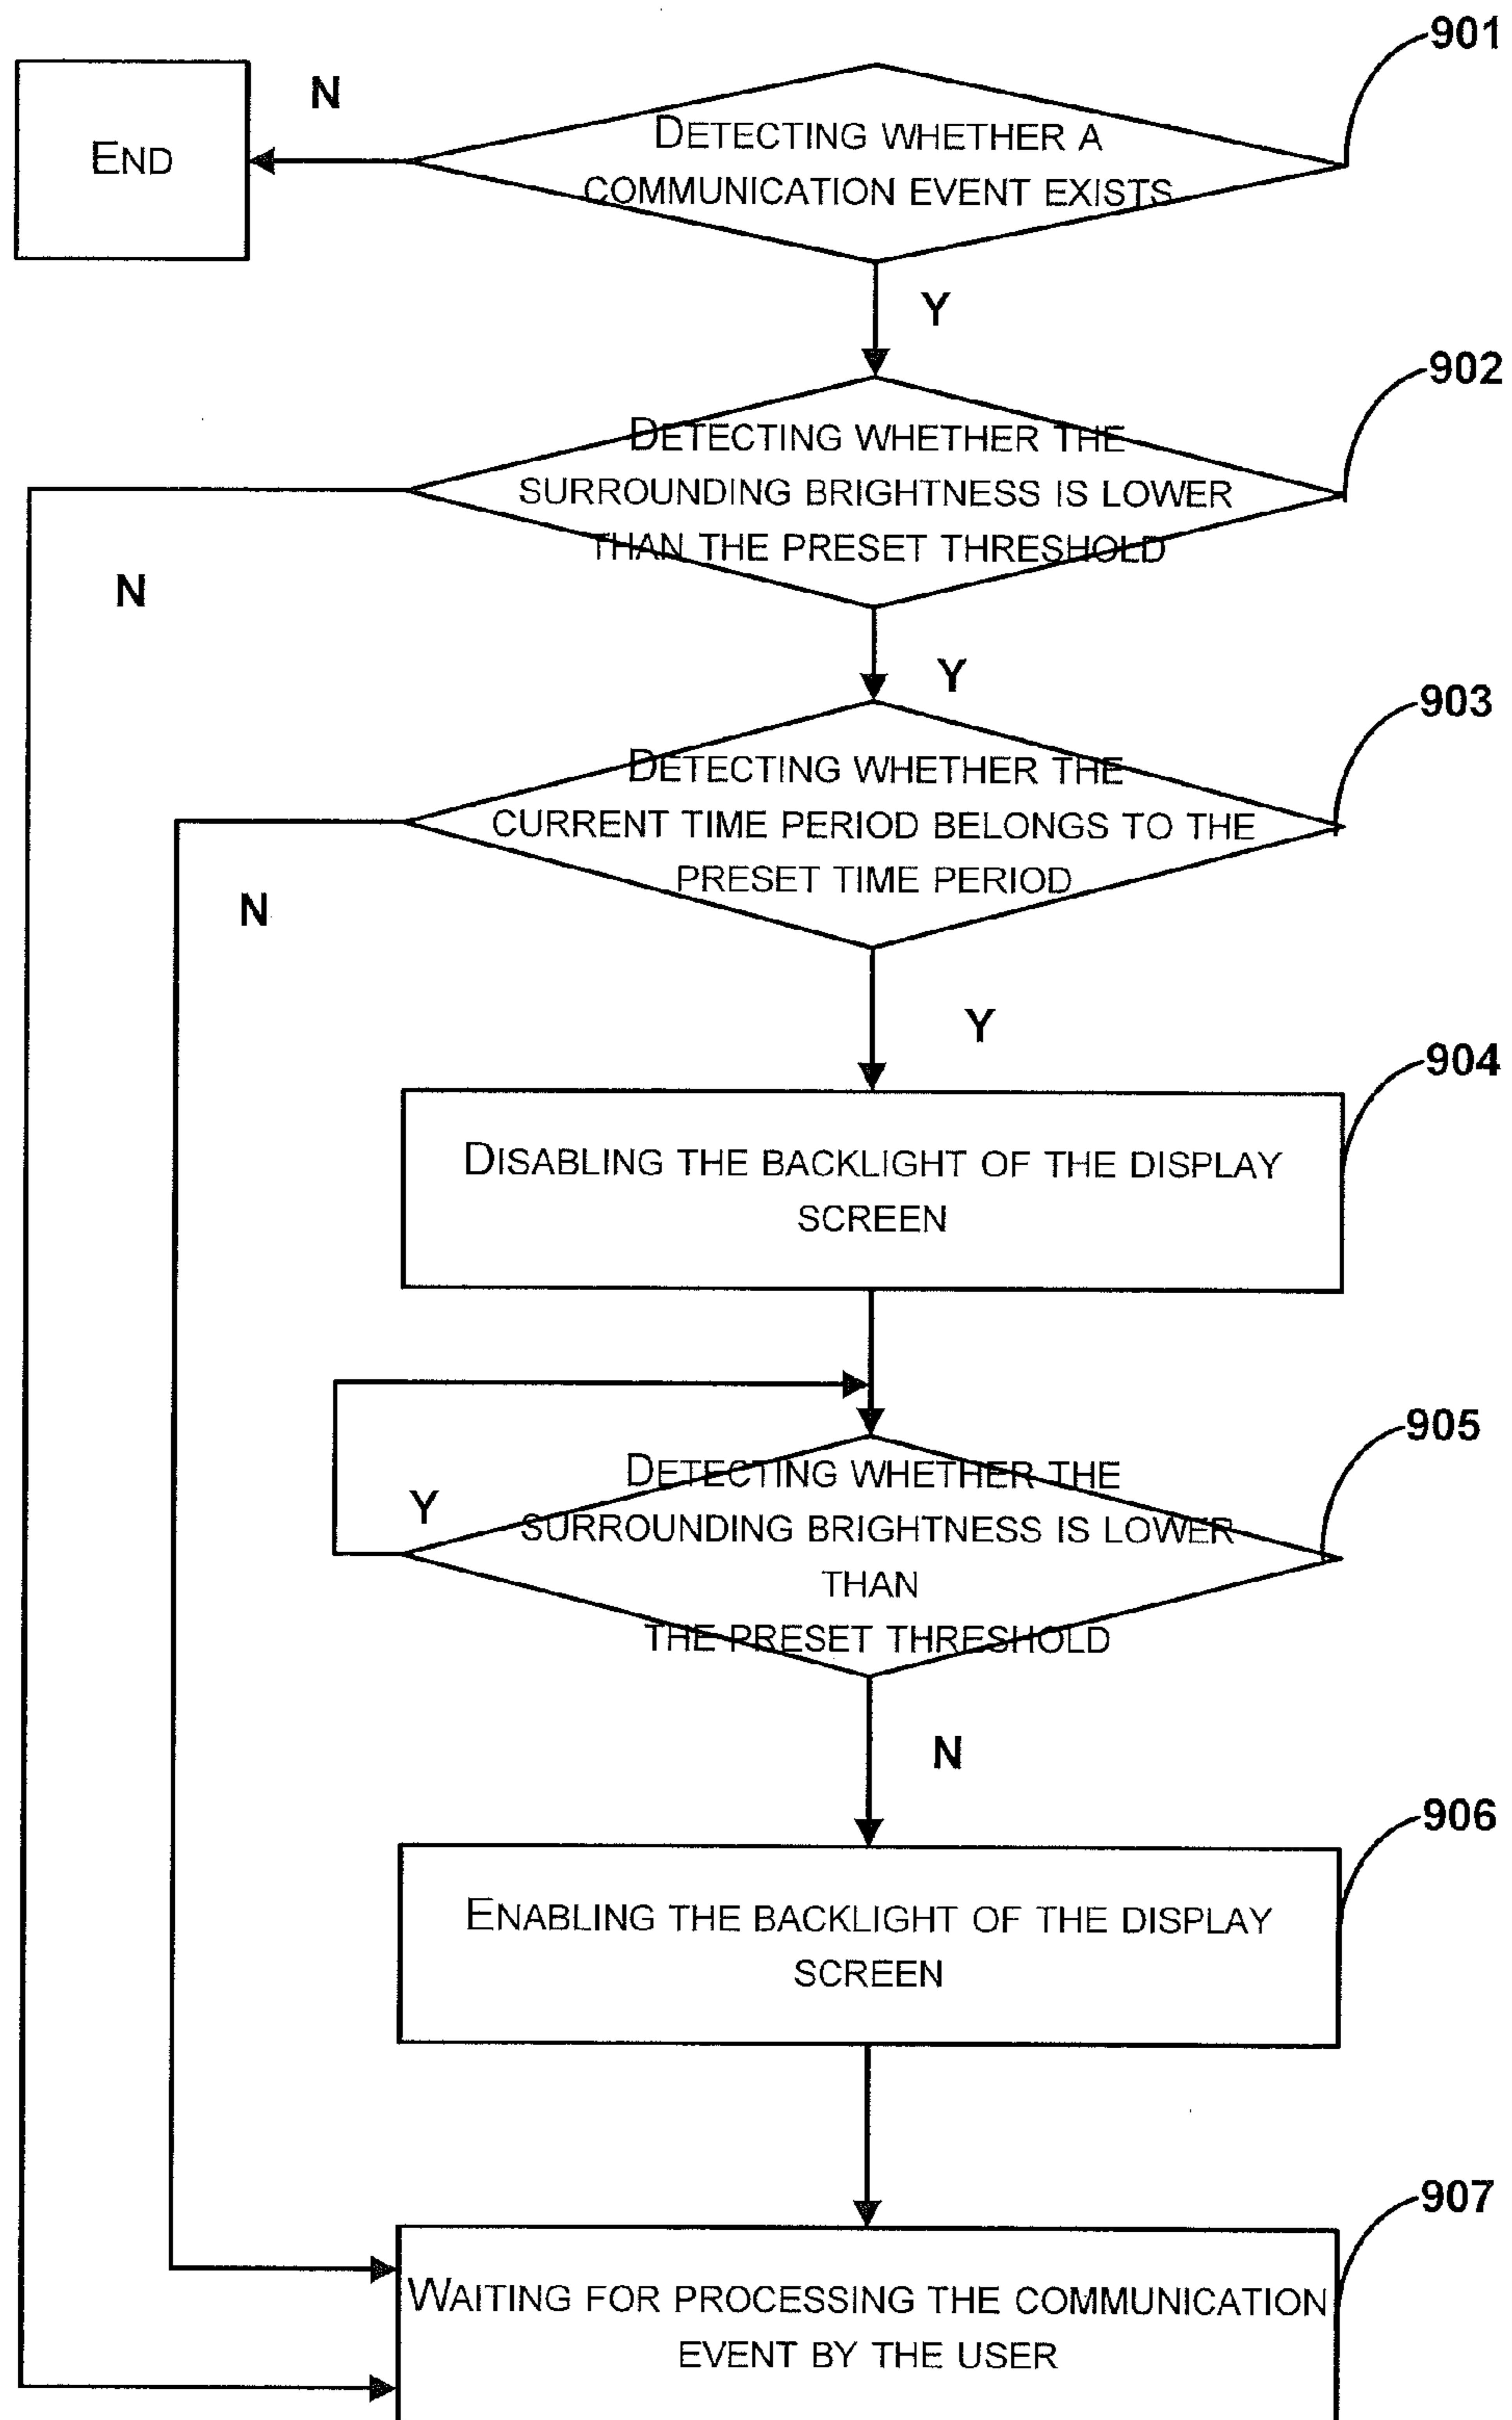 901
END
N
DETECTING WHETHER A
COMMUNICATION EVENT EXISTS
Y
902
DETECTING WHETHER THE
SURROUNDING BRIGHTNESS IS LOWER
THAN THE PRESET THRESHOLD
N
Y
903
DETECTING WHETHER THE
CURRENT TIME PERIOD BELONGS TO THE
PRESET TIME PERIOD
N
Y
904
DISABLING THE BACKLIGHT OF THE DISPLAY
SCREEN
905
DETECTING WHETHER THE
Y
SURROUNDING BRIGHTNESS IS LOWER
THAN
THE PRESET THRESHOLD
N
906
ENABLING THE BACKLIGHT OF THE DISPLAY
SCREEN
907
WAITING FOR PROCESSING THE COMMUNICATION
EVENT BY THE USER